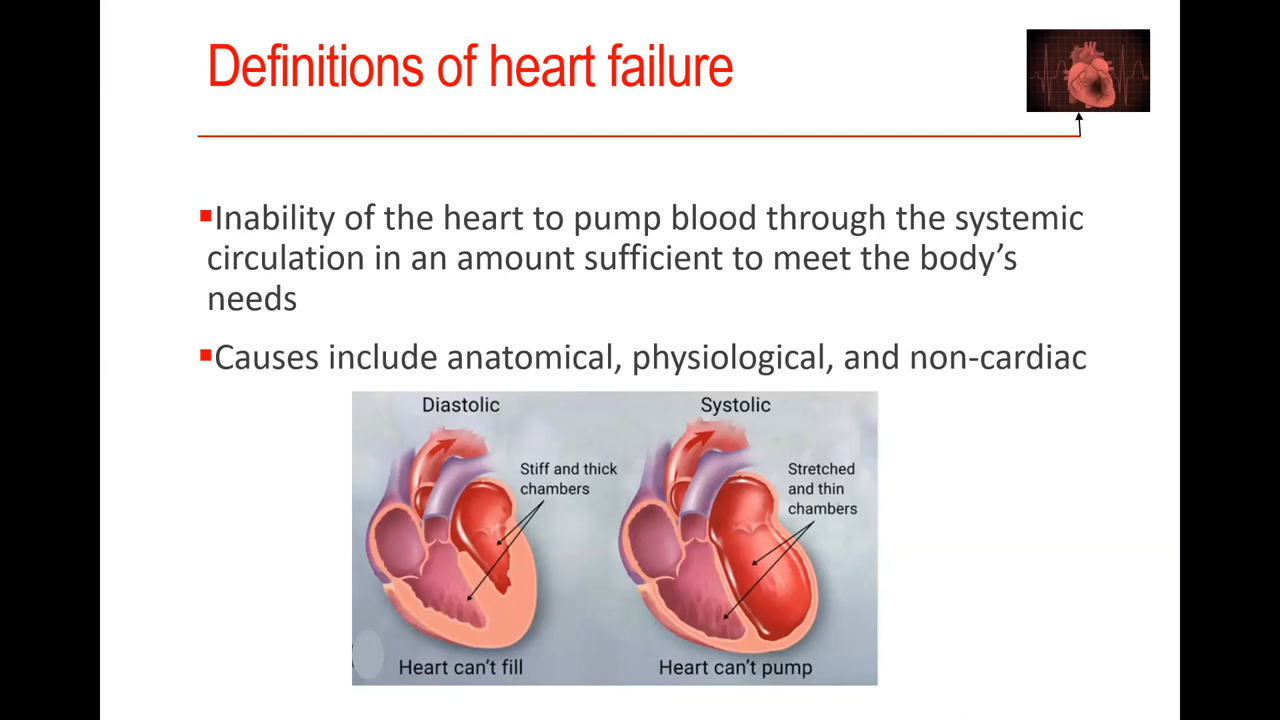 Definitions of heart failure
▪Inability of the heart to pump blood through the systemic
circulation in an amount sufficient to meet the body’s
needs
▪Causes include anatomical, physiological, and non-cardiac
Diastolic
Stiff and thick
chambers
Heart can’t fill
Systolic
Stretched
and thin
chambers
Heart can’t pump